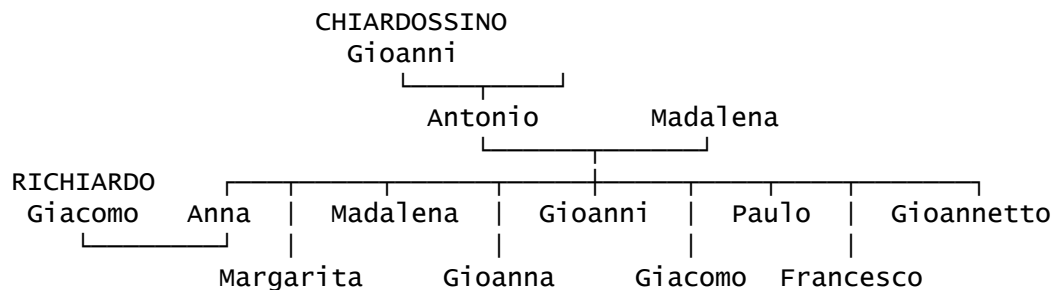 CHIARDOSSINO
Gioanni
Antonio Madalena
RICHIARDO
Giacomo Anna Madalena Gioanni Paulo Gioannetto
Margarita Gioanna Giacomo Francesco